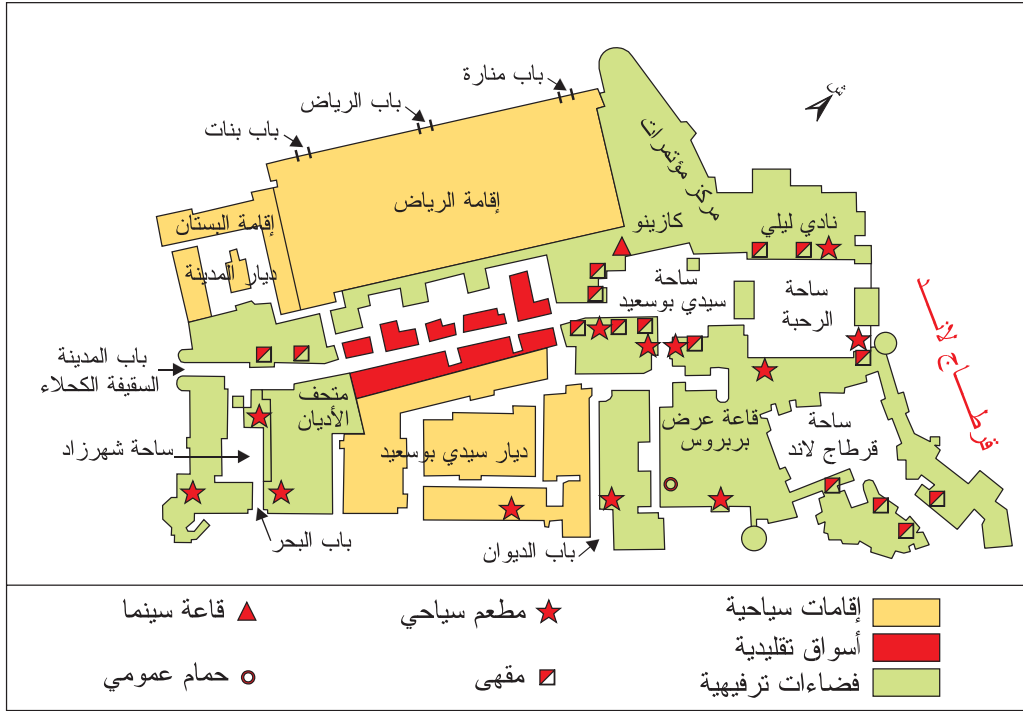 باب منارة
باب الرياض
باب بنات
ش
مركز مؤتمرات
إقامة الرياض
كازينو
نادي ليلي
إقامة البستان
ديار المدينة
ساحة
سيدي بوسعيد
ساحة
الرحبة
قرطاج لاند
باب المدينة
السقيفة الكحلاء
متحف
الأديان
قاعة عرض
بربروس
ساحة
قرطاج لاند
ساحة شهرزاد
ديار سيدي بوسعيد
باب البحر
باب الديوان
إقامات سياحية
أسواق تقليدية
فضاءات ترفيهية
مطعم سياحي
مقهى
قاعة سينما
حمام عمومي